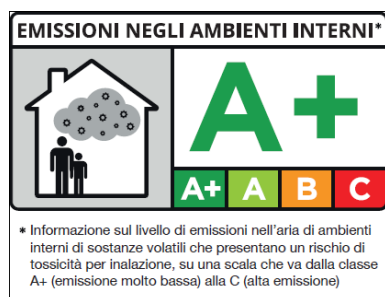 EMISSIONI NEGLI AMBIENTI INTERNI*
A+
A+ A B C
* Informazione sul livello di emissioni nell'aria di ambienti
interni di sostanze volatili che presentano un rischio di
tossicità per inalazione, su una scala che va dalla classe
A+ (emissione molto bassa) alla C (alta emissione)